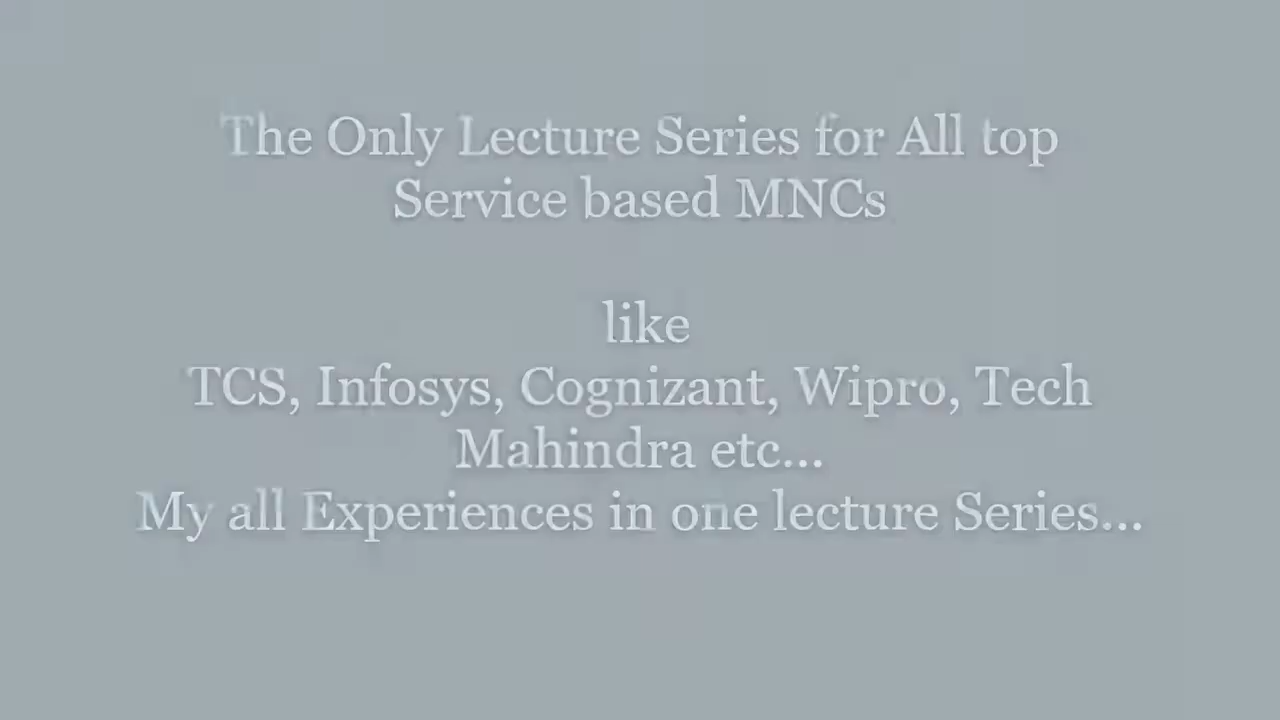 The Only Lecture Series for All top
Service based MNCs
like
TCS, Infosys, Cognizant, Wipro, Tech
Mahindra etc...
My all Experiences in one lecture Series...